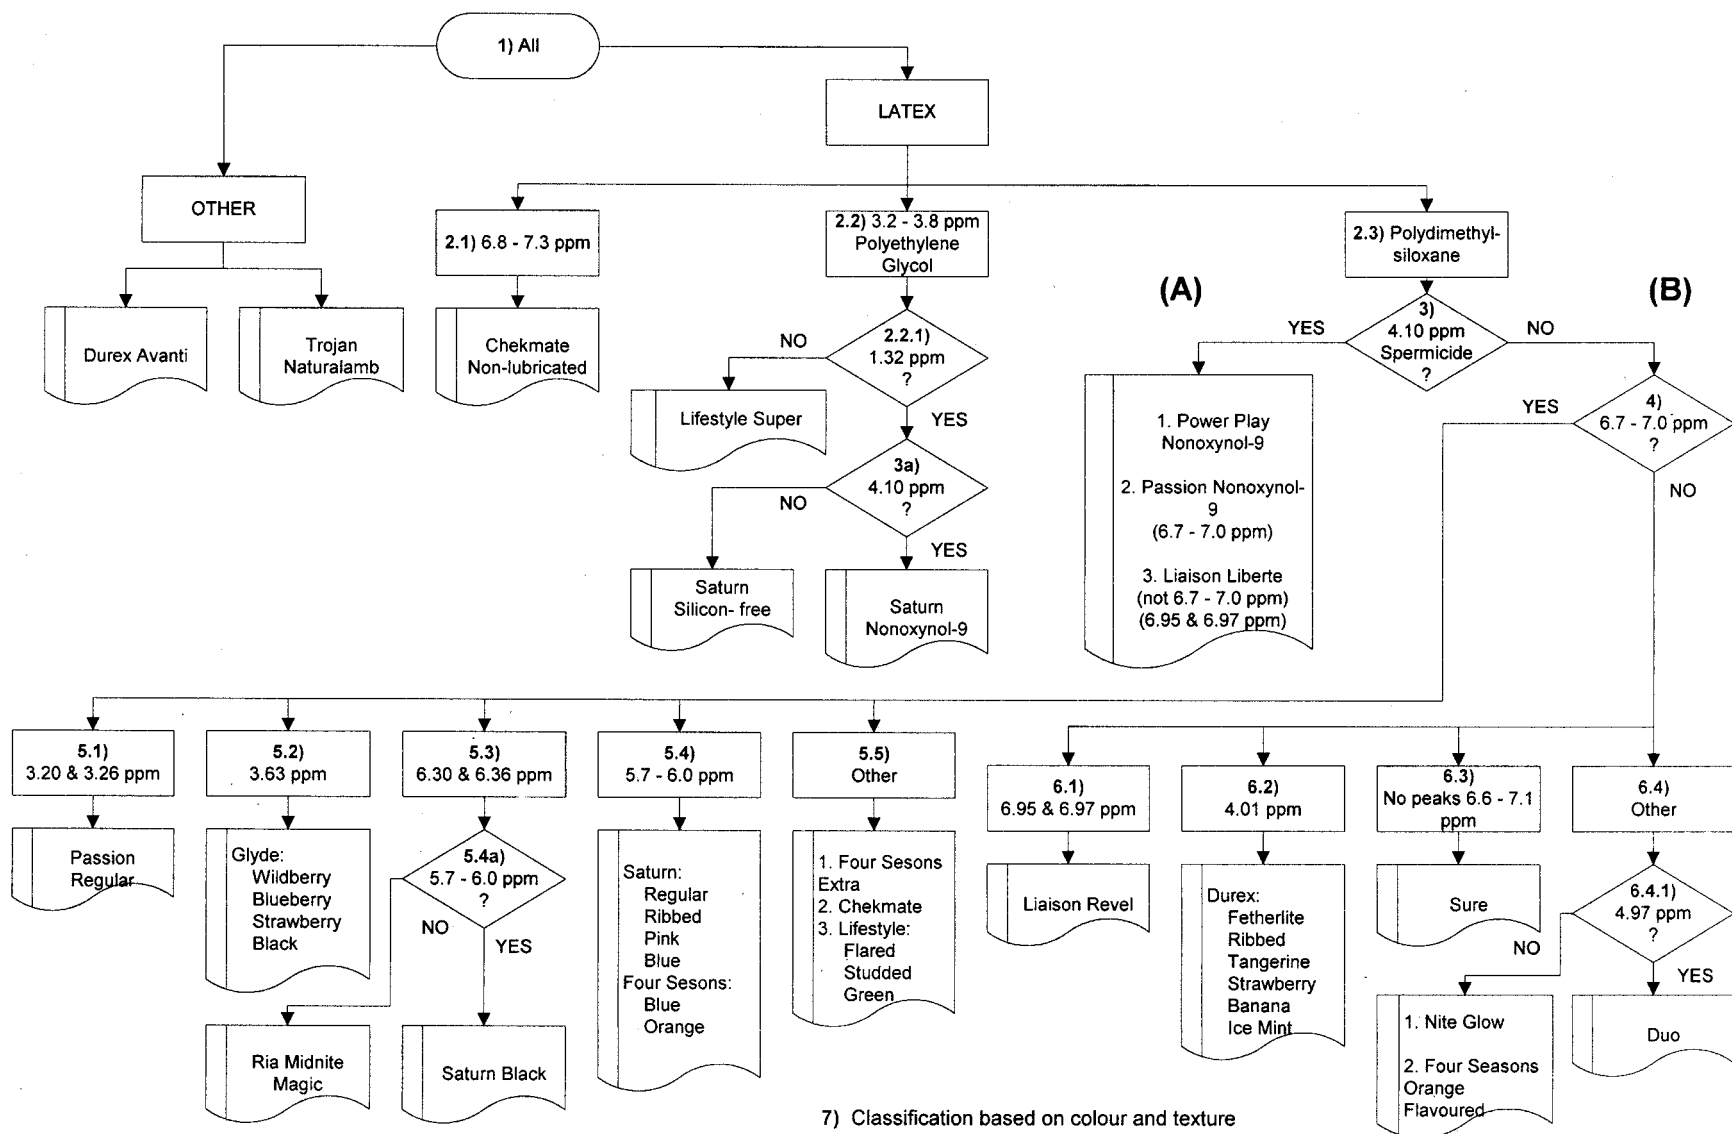 1) All
LATEX
OTHER
2.1) 6.8 - 7.3 ppm
2.2) 3.2 - 3.8 ppm
Polyethylene
Glycol
2.3) Polydimethyl-
siloxane
(A)
(B)
Durex Avanti
Trojan
Naturalamb
Chekmate
Non-lubricated
NO
2.2.1)
1.32 ppm
?
YES
YES
3)
4.10 ppm
Spermicide
?
NO
Lifestyle Super
3a)
4.10 ppm
?
NO
YES
1. Power Play
Nonoxynol-9
2. Passion Nonoxynol-
9
(6.7 - 7.0 ppm)
3. Liaison Liberte
(not 6.7 - 7.0 ppm)
(6.95 & 6.97 ppm)
YES
4)
6.7 - 7.0 ppm
?
NO
Saturn
Silicon- free
Saturn
Nonoxynol-9
5.1)
3.20 & 3.26 ppm
5.2)
3.63 ppm
5.3)
6.30 & 6.36 ppm
5.4)
5.7 - 6.0 ppm
5.5)
Other
6.1)
6.95 & 6.97 ppm
6.2)
4.01 ppm
6.3)
No peaks 6.6 - 7.1
ppm
6.4)
Other
Passion
Regular
Glyde:
Wildberry
Blueberry
Strawberry
Black
5.4a)
5.7 - 6.0 ppm
?
NO
YES
Saturn:
Regular
Ribbed
Pink
Blue
Four Sesons:
Blue
Orange
1. Four Sesons
Extra
2. Chekmate
3. Lifestyle:
Flared
Studded
Green
Liaison Revel
Durex:
Fetherlite
Ribbed
Tangerine
Strawberry
Banana
Ice Mint
Sure
6.4.1)
4.97 ppm
?
NO
YES
Ria Midnite
Magic
Saturn Black
1. Nite Glow
2. Four Seasons
Orange
Flavoured
Duo
7) Classification based on colour and texture